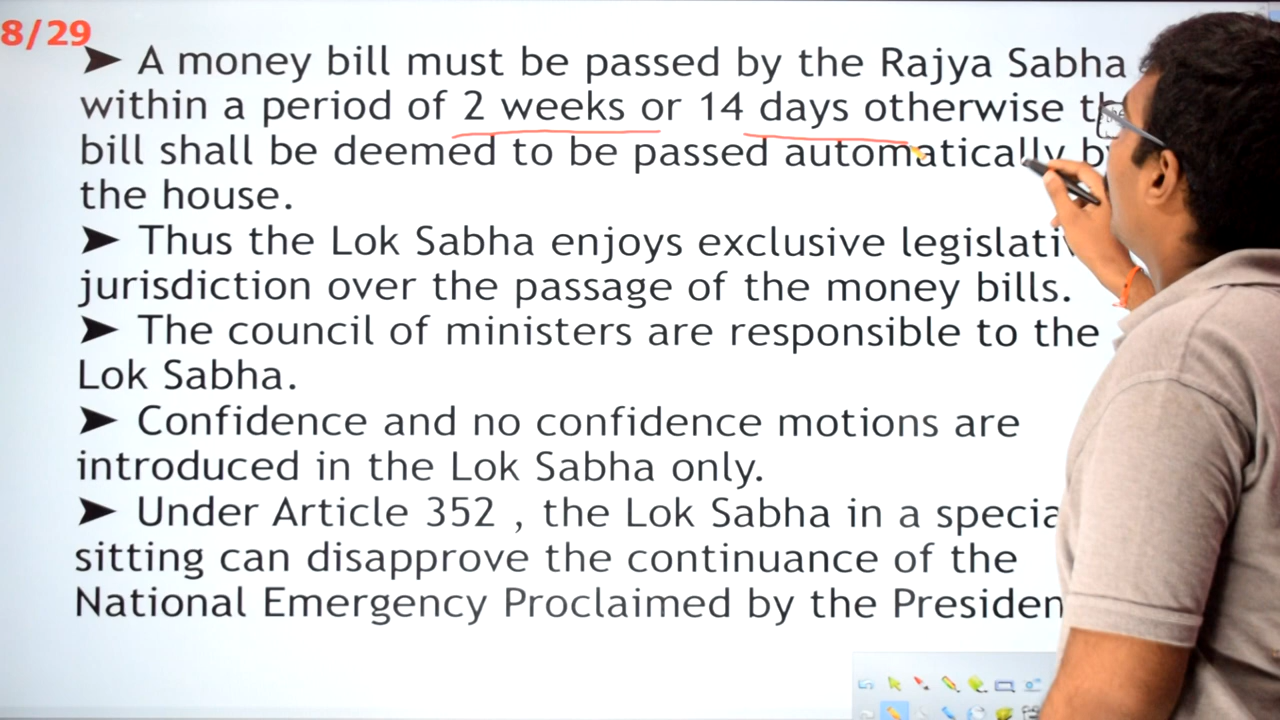 8/29
➤ A money bill must be passed by the Rajya Sabha
within a period of 2 weeks or 14 days otherwise
bill shall be deemed to be passed automatically
the house.
➤ Thus the Lok Sabha enjoys exclusive
jurisdiction over the passage of the money bills.
➤ The council of ministers are responsible to the
Lok Sabha.
➤ Confidence and no confidence motions are
introduced in the Lok Sabha only.
➤ Under Article 352 , the Lok Sabha in a
sitting can disapprove the continuance of the
National Emergency Proclaimed by the